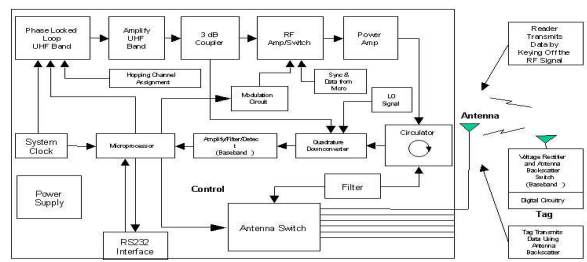 Phase Locked
Loop
UHF Band
Amplify
UHF
Band
3 dB
Coupler
RF
Amp/Switch
Power
Amp
Reader
Transmits
Data by
Keying Off the
RF Signal
Hopping Channel
Assignment
Modulation
Circuit
Sync &
Data from
Micro
LO
Signal
Antenna
System
Clock
Microprocessor
Amplify/Filter/Detec
t
(Baseband )
Quadrature
Downconverter
Circulator
Voltage Rectifier
and Antenna
Backscatter
Switch
(Baseband )
Digital Circuitry
Tag
Power
Supply
Control
Filter
Antenna Switch
RS232
Interface
Tag Transmits
Data Using
Antenna
Backscatter